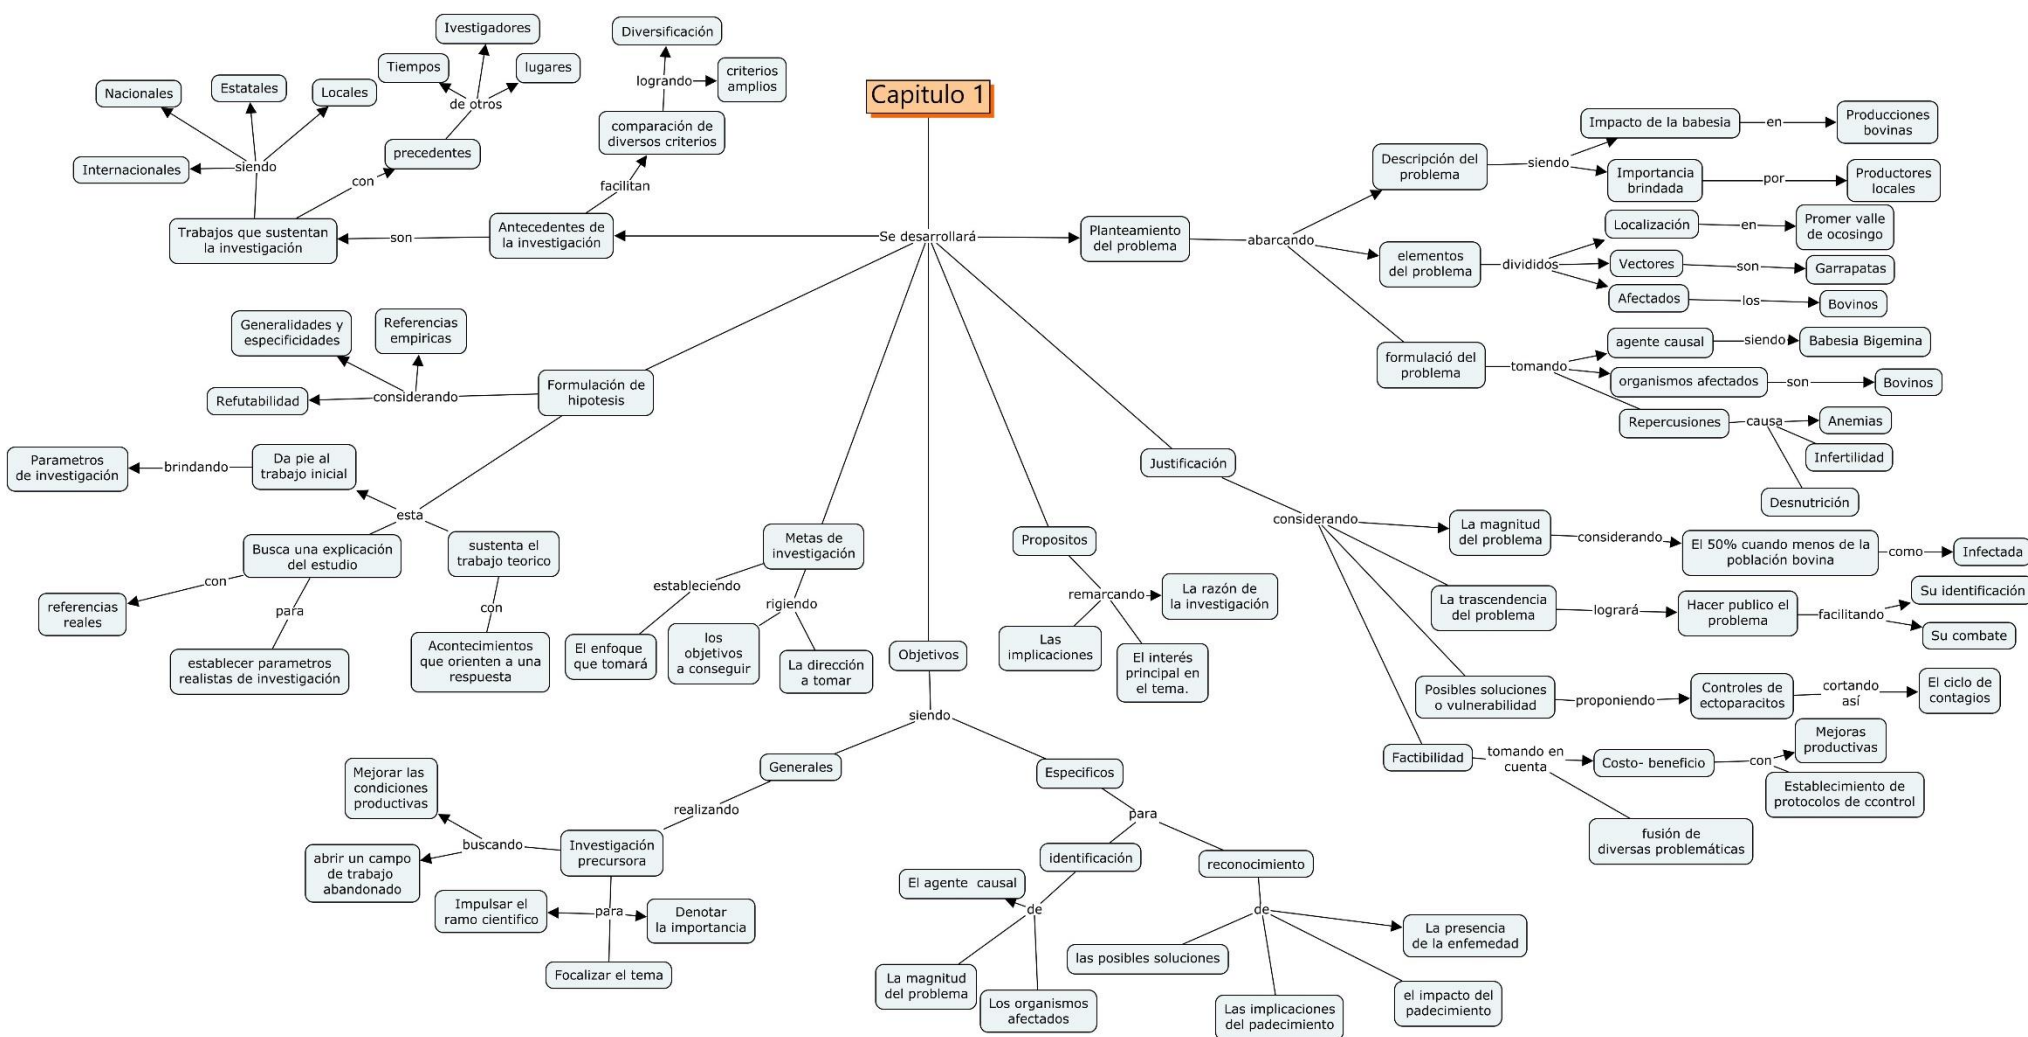 Capitulo 1
Se desarrollará
Antecedentes de
la investigación
facilitan
comparación de
diversos criterios
logrando
Diversificación
criterios
amplios
son
Trabajos que sustentan
la investigación
siendo
Internacionales
Nacionales
Estatales
Locales
con
precedentes
de otros
Tiempos
Ivestigadores
lugares
Planteamiento
del problema
abarcando
Descripción del
problema
siendo
Impacto de la babesia
en
Producciones
bovinas
Importancia
brindada
por
Productores
locales
elementos
del problema
divididos
Localización
en
Promer valle
de ocosingo
Vectores
son
Garrapatas
Afectados
los
Bovinos
formulació del
problema
tomando
agente causal
siendo
Babesia Bigemina
organismos afectados
son
Bovinos
Repercusiones
causa
Anemias
Infertilidad
Desnutrición
Formulación de
hipotesis
considerando
Generalidades y
especificidades
Referencias
empiricas
Refutabilidad
esta
Da pie al
trabajo inicial
brindando
Parametros
de investigación
Busca una explicación
del estudio
con
referencias
reales
para
establecer parametros
realistas de investigación
sustenta el
trabajo teorico
con
Acontecimientos
que orienten a una
respuesta
Metas de
investigación
estableciendo
El enfoque
que tomará
rigiendo
los
objetivos
a conseguir
La dirección
a tomar
Propositos
remarcando
La razón de
la investigación
Las
implicaciones
El interés
principal en
el tema.
Justificación
considerando
La magnitud
del problema
considerando
El 50% cuando menos de la
población bovina
como
Infectada
La trascendencia
del problema
logrará
Hacer publico el
problema
facilitando
Su identificación
Su combate
Posibles soluciones
o vulnerabilidad
proponiendo
Controles de
ectoparacitos
cortando
así
El ciclo de
contagios
Factibilidad
tomando en
cuenta
Costo- beneficio
con
Mejoras
productivas
Establecimiento de
protocolos de ccontrol
fusión de
diversas problemáticas
Objetivos
siendo
Generales
realizando
Investigación
precursora
buscando
Mejorar las
condiciones
productivas
abrir un campo
de trabajo
abandonado
para
Impulsar el
ramo cientifico
Denotar
la importancia
Focalizar el tema
Especificos
para
identificación
de
El agente  causal
La magnitud
del problema
Los organismos
afectados
reconocimiento
de
las posibles soluciones
Las implicaciones
del padecimiento
el impacto del
padecimiento
La presencia
de la enfemedad